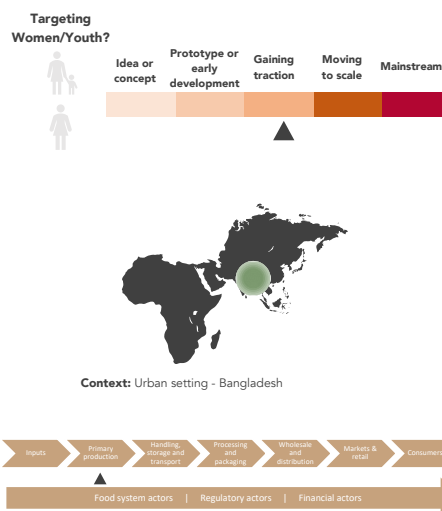 Targeting
Women/Youth?
Idea or
concept
Prototype or
early
development
Gaining
traction
Moving
to scale
Mainstream
Context: Urban setting - Bangladesh
Inputs
Primary
production
Handling,
storage and
transport
Processing
and
packaging
Wholesale
and
distribution
Markets &
retail
Consumers
Food system actors | Regulatory actors | Financial actors